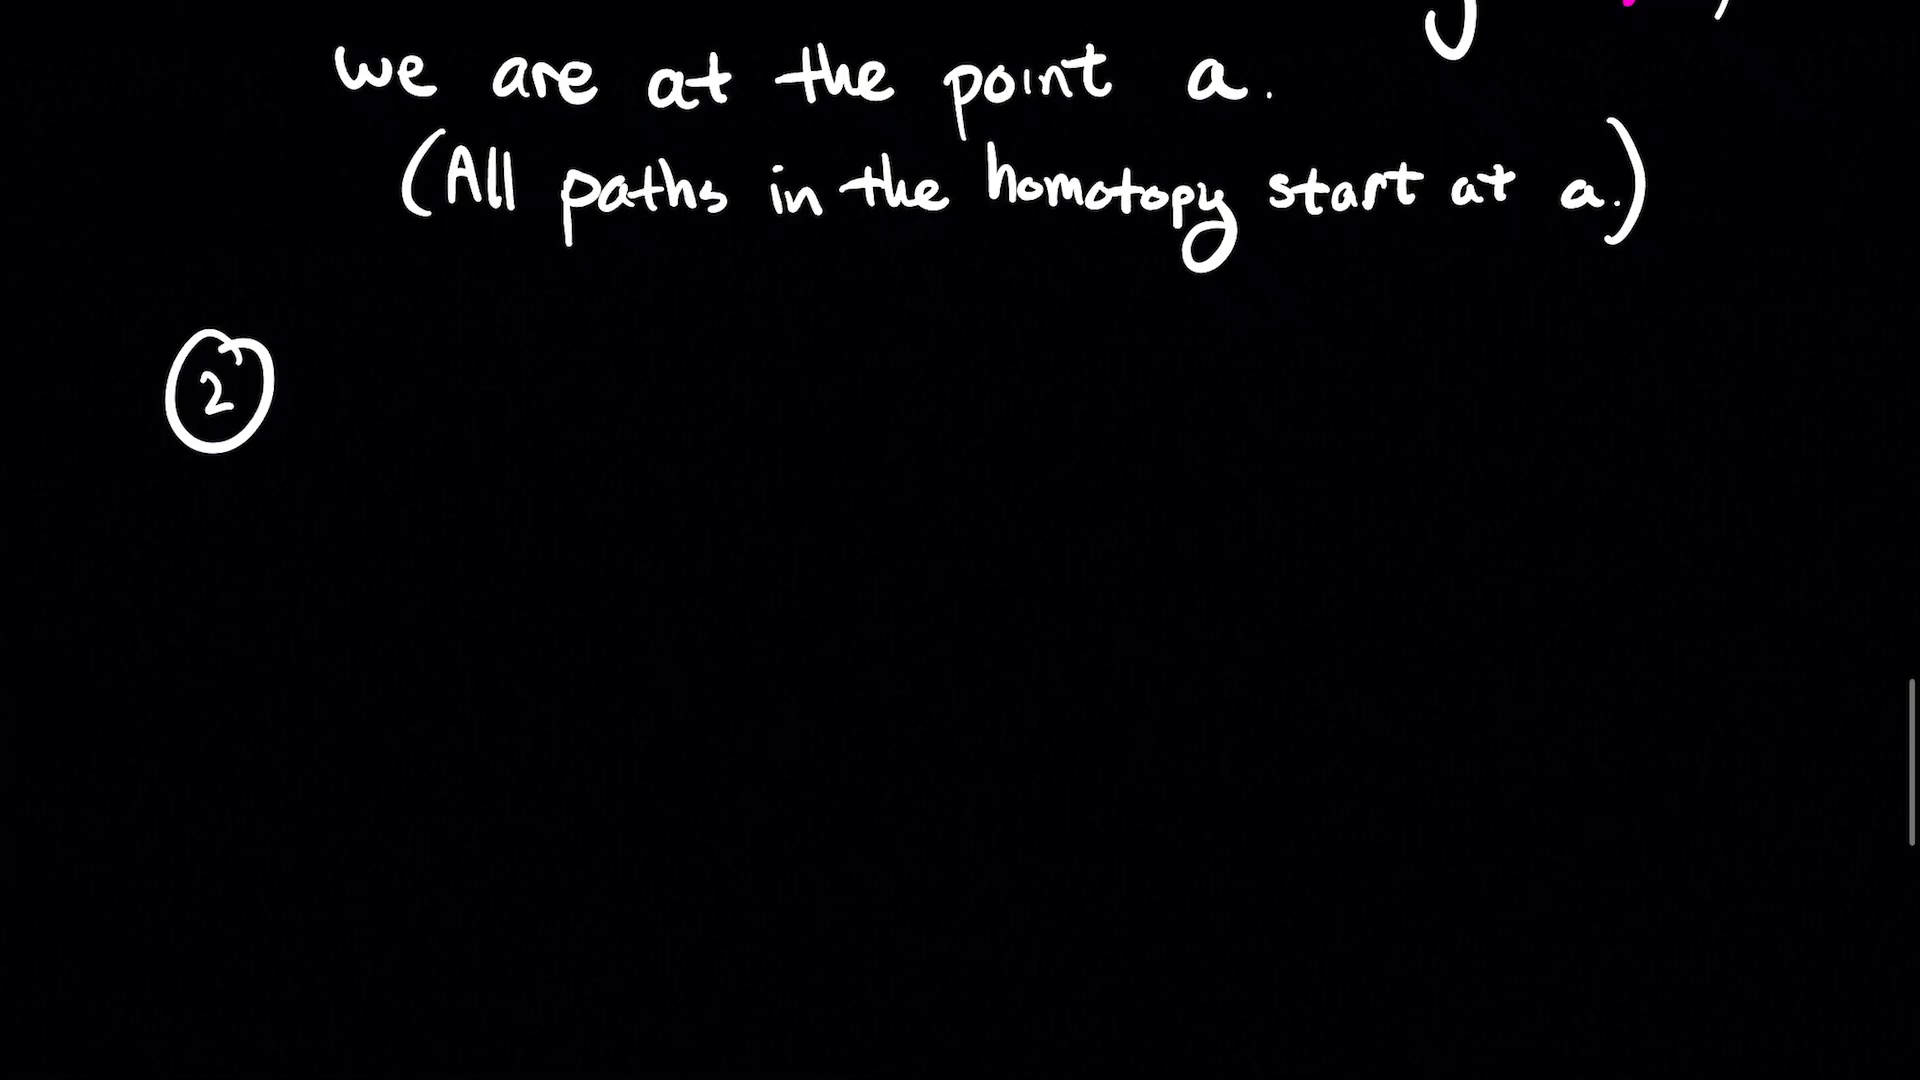 we are at the point a.
(All paths in the homotopy start at a.)
2